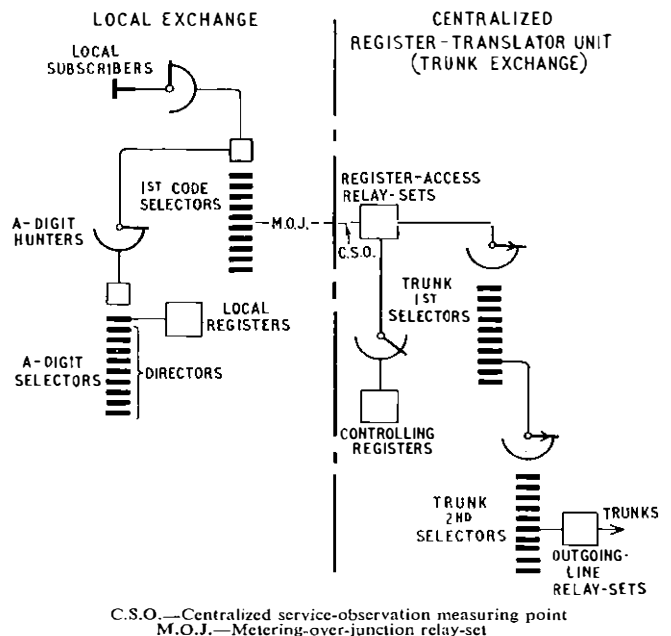 LOCAL EXCHANGE
CENTRALIZED
REGISTER-TRANSLATOR UNIT
(TRUNK EXCHANGE)
LOCAL
SUBSCRIBERS
1ST CODE
SELECTORS
A-DIGIT
HUNTERS
M.O.J.
REGISTER-ACCESS
RELAY-SETS
C.S.O.
TRUNK
1ST
SELECTORS
LOCAL
REGISTERS
A-DIGIT
SELECTORS
DIRECTORS
CONTROLLING
REGISTERS
TRUNK
2ND
SELECTORS
TRUNKS
OUTGOING-
LINE
RELAY-SETS
C.S.O.—Centralized service-observation measuring point
M.O.J.—Metering-over-junction relay-set